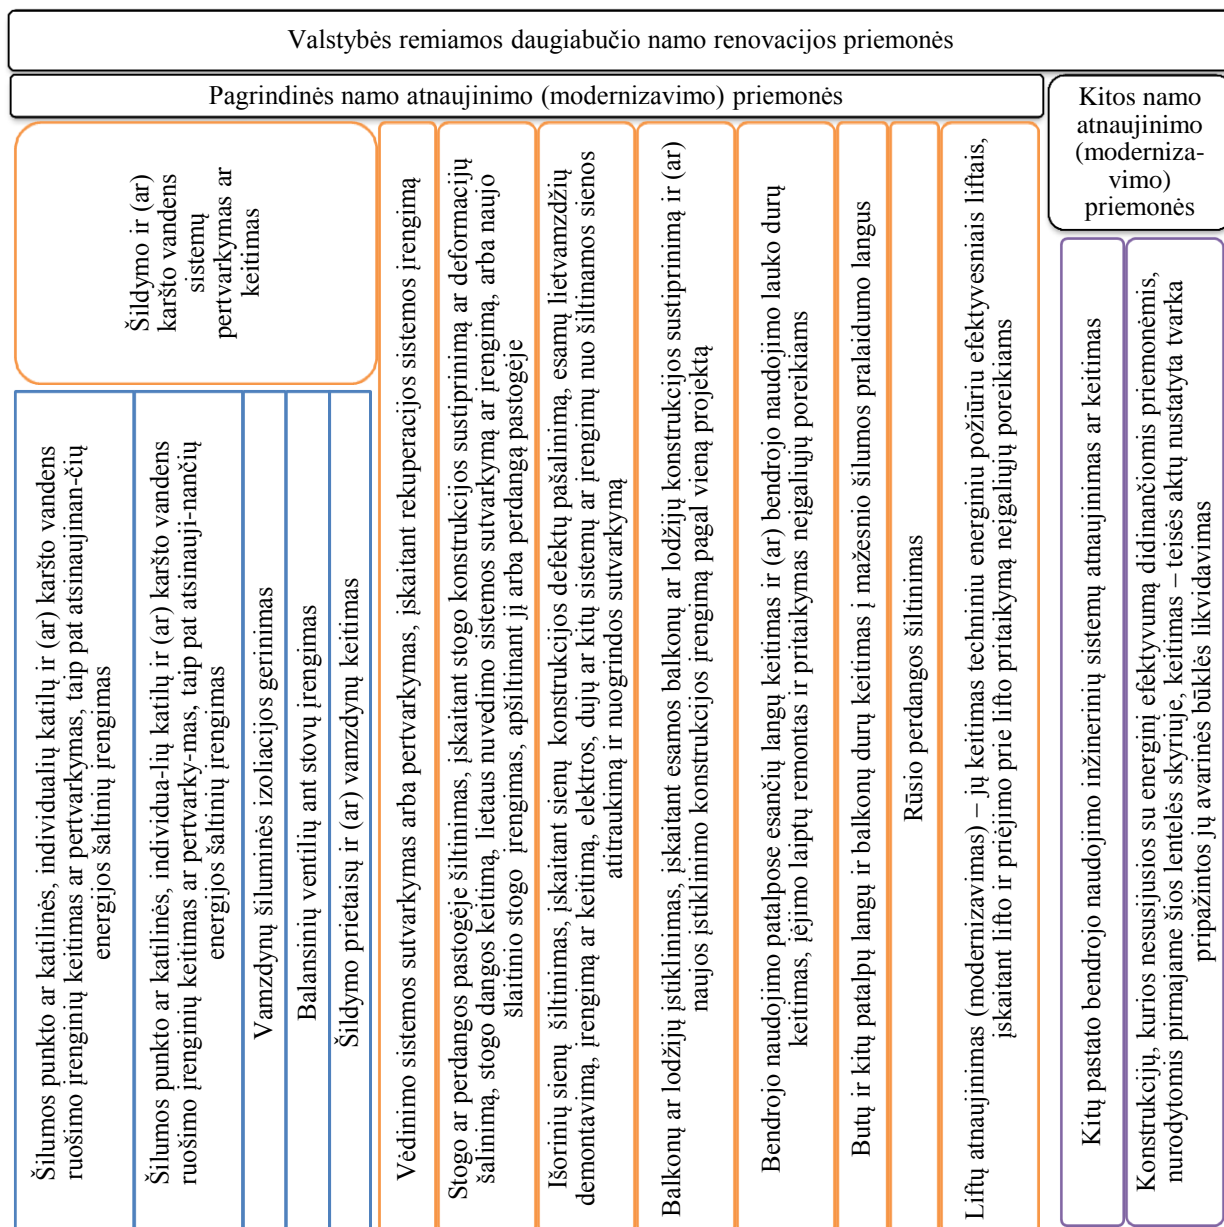 Valstybės remiamos daugiabučio namo renovacijos priemonės
Pagrindinės namo atnaujinimo (modernizavimo) priemonės
Kitos namo
atnaujinimo
(moderniza-
vimo)
priemonės
Šildymo ir (ar)
karšto vandens
sistemų
pertvarkymas ar
keitimas
Šilumos punkto ar katilinės, individualių katilų ir (ar) karšto vandens
ruošimo įrenginių keitimas ar pertvarkymas, taip pat atsinaujinan-čių
energijos šaltinių įrengimas
Šilumos punkto ar katilinės, individua-lių katilų ir (ar) karšto vandens
ruošimo įrenginių keitimas ar pertvarky-mas, taip pat atsinauji-nančių
energijos šaltinių įrengimas
Vamzdynų šiluminės izoliacijos gerinimas
Balansinių ventilių ant stovų įrengimas
Šildymo prietaisų ir (ar) vamzdynų keitimas
Vėdinimo sistemos sutvarkymas arba pertvarkymas, įskaitant rekuperacijos sistemos įrengimą
Stogo ar perdangos pastogėje šiltinimas, įskaitant stogo konstrukcijos sustiprinimą ar deformacijų
šalinimą, stogo dangos keitimą, lietaus nuvedimo sistemos sutvarkymą ar įrengimą, arba naujo
šlaitinio stogo įrengimas, apšiltinant jį arba perdangą pastogėje
Išorinių sienų šiltinimas, įskaitant sienų konstrukcijos defektų pašalinimą, esamų lietvamzdžių
demontavimą, įrengimą ar keitimą, elektros, dujų ar kitų sistemų ar įrengimų nuo šiltinamos sienos
atitraukimą ir nuogrindos sutvarkymą
Balkonų ar lodžijų įstiklinimas, įskaitant esamos balkonų ar lodžijų konstrukcijos sustiprinimą ir (ar)
naujos įstiklinimo konstrukcijos įrengimą pagal vieną projektą
Bendrojo naudojimo patalpose esančių langų keitimas ir (ar) bendrojo naudojimo lauko durų
keitimas, įėjimo laiptų remontas ir pritaikymas neįgaliųjų poreikiams
Butų ir kitų patalpų langų ir balkonų durų keitimas į mažesnio šilumos pralaidumo langus
Rūsio perdangos šiltinimas
Liftų atnaujinimas (modernizavimas) – jų keitimas techniniu energiniu požiūriu efektyvesniais liftais,
įskaitant lifto ir priėjimo prie lifto pritaikymą neįgaliųjų poreikiams
Kitų pastato bendrojo naudojimo inžinerinių sistemų atnaujinimas ar keitimas
Konstrukcijų, kurios nesusijusios su energinį efektyvumą didinančiomis priemonėmis,
nurodytomis pirmajame šios lentelės skyriuje, keitimas – teisės aktų nustatyta tvarka
pripažintos jų avarinės būklės likvidavimas